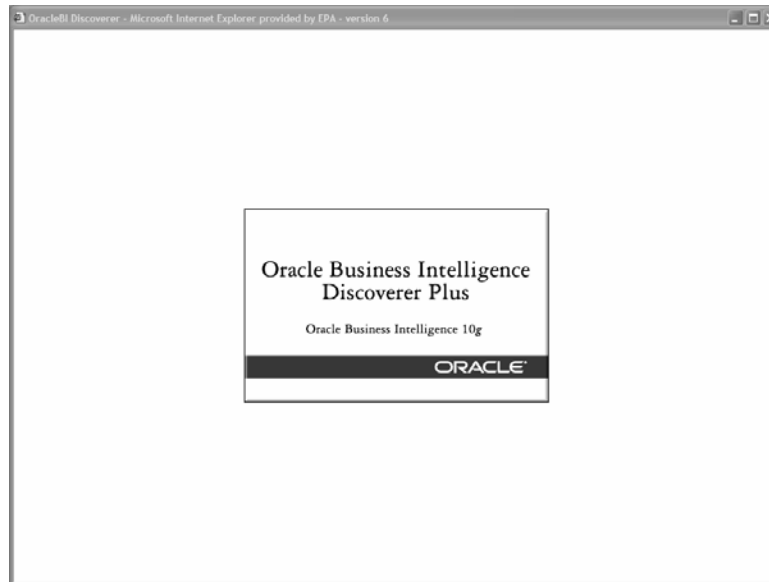 OracleBI Discoverer - Microsoft Internet Explorer provided by EPA - version 6
Oracle Business Intelligence
Discoverer Plus
Oracle Business Intelligence 10g
ORACLE